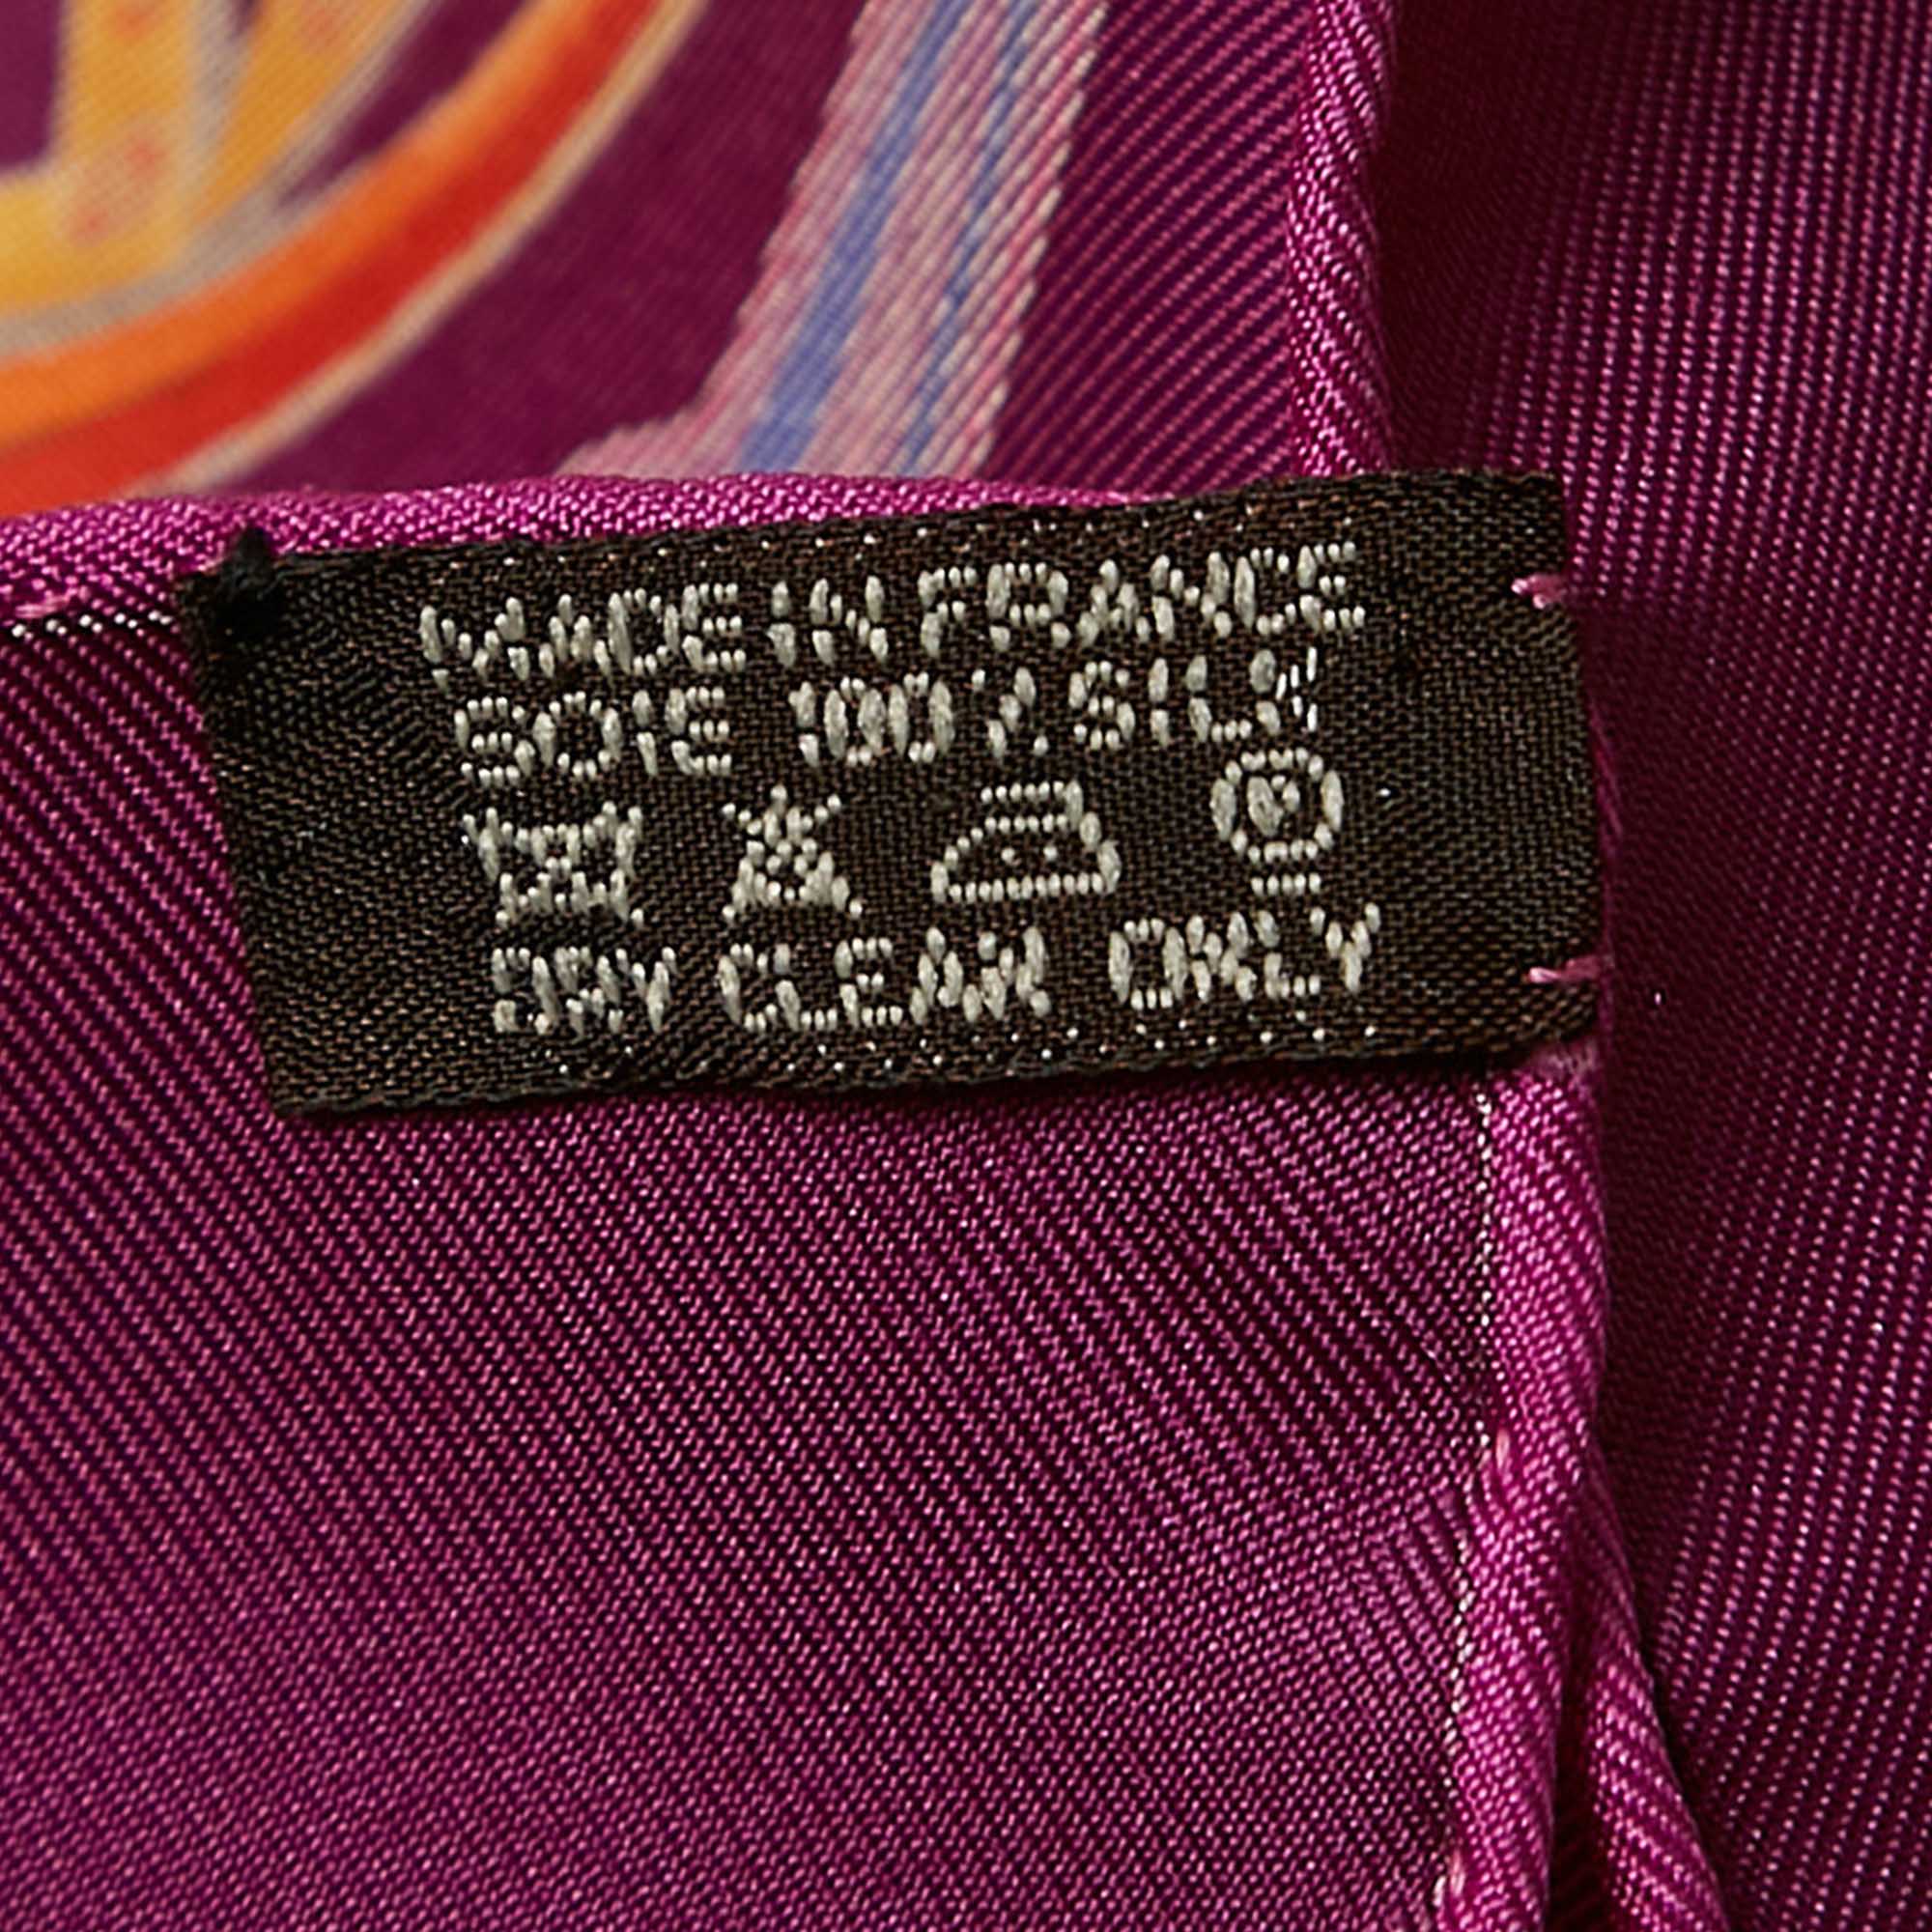 MADE IN FRANCE
SOIE 100% SILK
P
DRY CLEAN ONLY